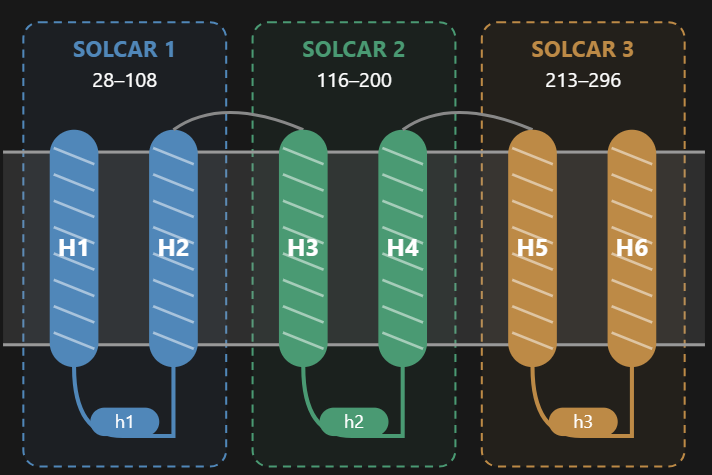 SOLCAR 1
28–108
SOLCAR 2
116–200
SOLCAR 3
213–296
H1
H2
H3
H4
H5
H6
h1
h2
h3